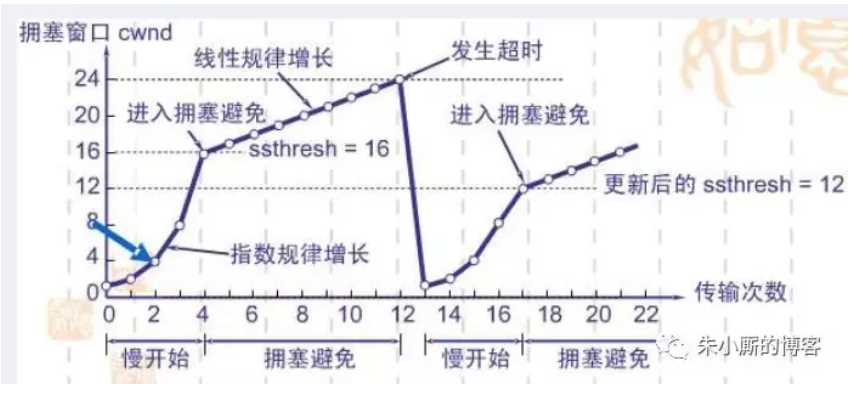 拥塞窗口 cwnd
线性规律增长
发生超时
24
20
进入拥塞避免
进入拥塞避免
16
ssthresh = 16
12
更新后的 ssthresh = 12
8
4
指数规律增长
0
传输次数
0 2 4 6 8 10 12 14 16 18 20 22
慢开始 拥塞避免 慢开始 拥塞避免
朱小厮的博客